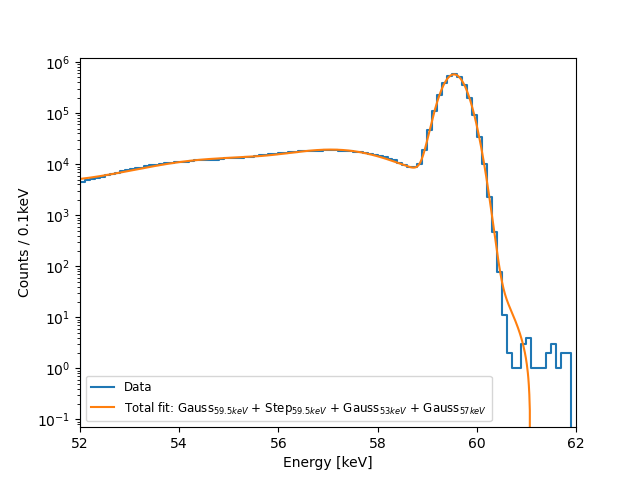 10⁶
10⁵
10⁴
10³
10²
10¹
10⁰
10⁻¹
Counts / 0.1keV
Data
Total fit: Gauss₅₉.₅ₖₑV + Step₅₉.₅ₖₑV + Gauss₅₃ₖₑV + Gauss₅₇ₖₑV
52 54 56 58 60 62
Energy [keV]